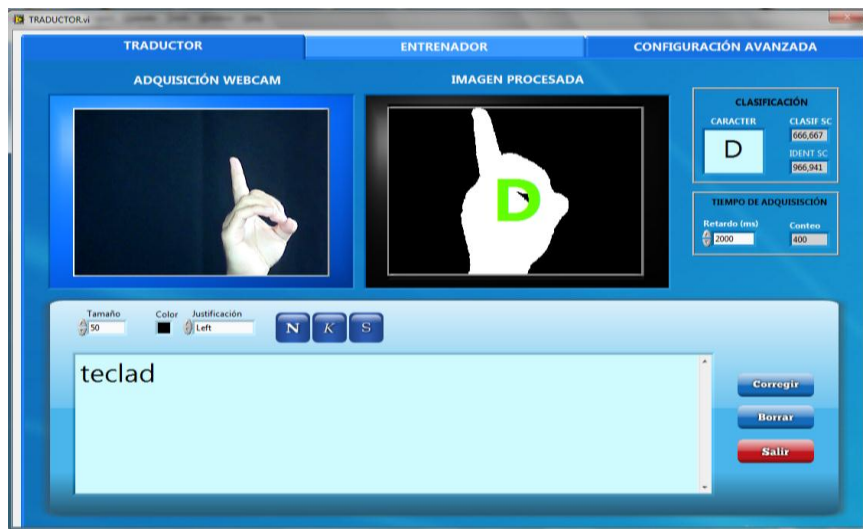 TRADUCTOR.vi
TRADUCTOR ENTRENADOR CONFIGURACIÓN AVANZADA
ADQUISICIÓN WEBCAM IMAGEN PROCESADA
CLASIFICACIÓN
CARACTER CLASIF SC
D 666,667
IDENT SC
966,941
D
TIEMPO DE ADQUISISCIÓN
Retardo (ms) Conteo
2000 400
Tamaño Color Justificación
50 Left
N K S
teclad
Corregir
Borrar
Salir